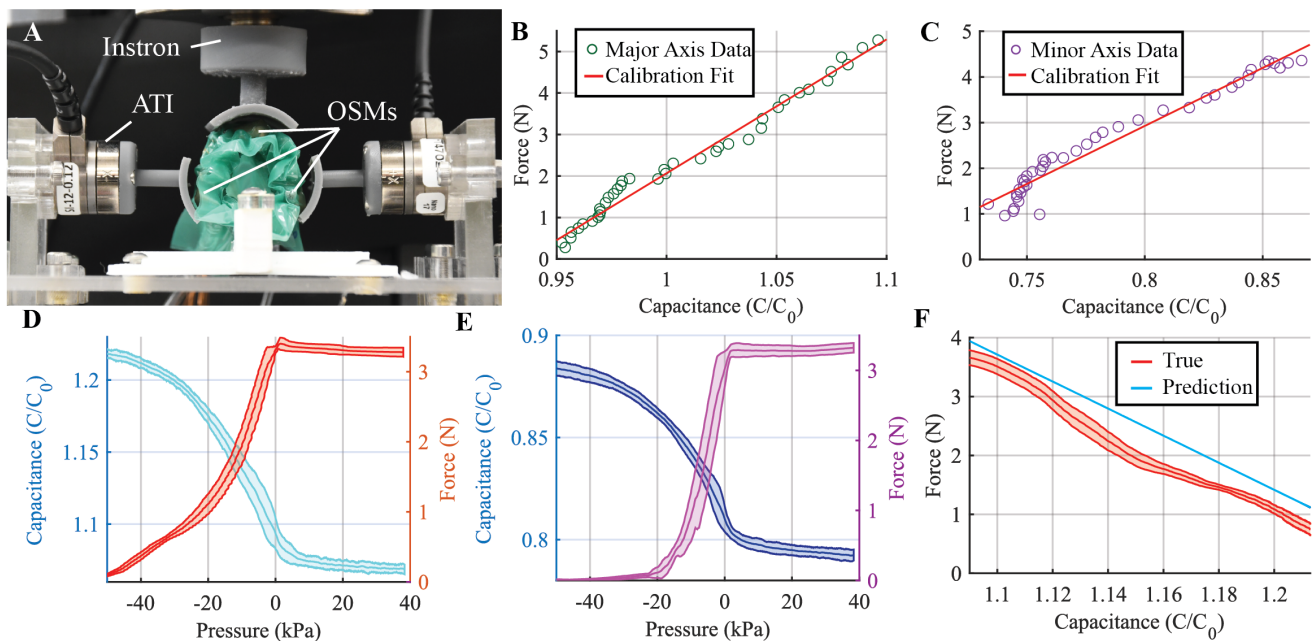 A
Instron
ATI
OSMs
SI-12-0.12
B
Major Axis Data
Calibration Fit
Force (N)
5
4
3
2
1
0
0.95
1
1.05
1.1
Capacitance (C/C0)
C
Minor Axis Data
Calibration Fit
Force (N)
5
4
3
2
1
0
0.75
0.8
0.85
Capacitance (C/C0)
D
Capacitance (C/C0)
1.2
1.15
1.1
3
2
1
0
Force (N)
-40
-20
0
20
40
Pressure (kPa)
E
Capacitance (C/C0)
0.9
0.85
0.8
3
2
1
0
Force (N)
-40
-20
0
20
40
Pressure (kPa)
F
True
Prediction
Force (N)
4
3
2
1
0
1.1
1.12
1.14
1.16
1.18
1.2
Capacitance (C/C0)